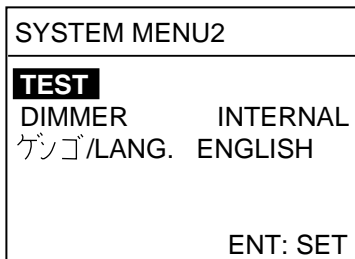 SYSTEM MENU2
TEST
DIMMER INTERNAL
ゲンゴ/LANG. ENGLISH
ENT: SET